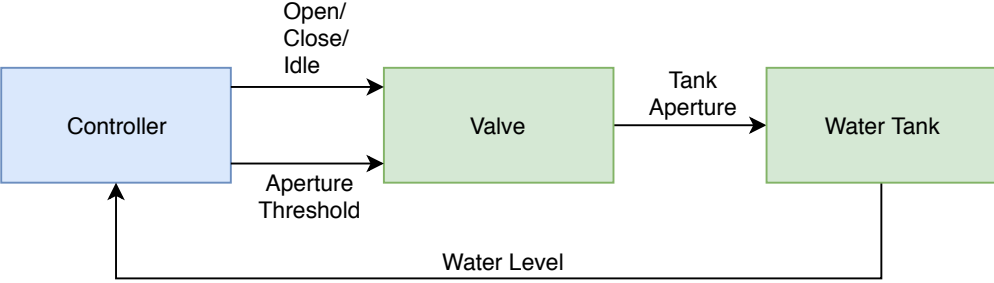 Open/
Close/
Idle
Controller
Valve
Tank
Aperture
Water Tank
Aperture
Threshold
Water Level